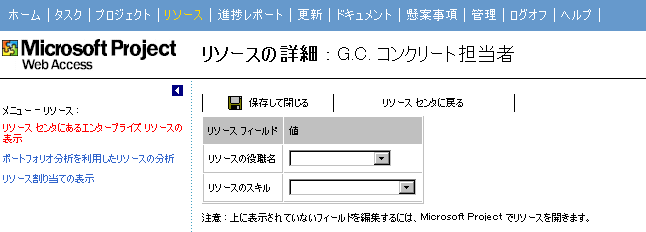 ホーム | タスク | プロジェクト | リソース | 進捗レポート | 更新 | ドキュメント | 懸案事項 | 管理 | ログオフ | ヘルプ |
Microsoft Project
Web Access
リソースの詳細 : G.C. コンクリート担当者
メニュー - リソース :
リソース センタにあるエンタープライズ リソースの
表示
ポートフォリオ分析を利用したリソースの分析
リソース割り当ての表示
保存して閉じる
リソース センタに戻る
リソース フィールド 値
リソースの役職名
リソースのスキル
注意 : 上に表示されていないフィールドを編集するには、Microsoft Project でリソースを開きます。